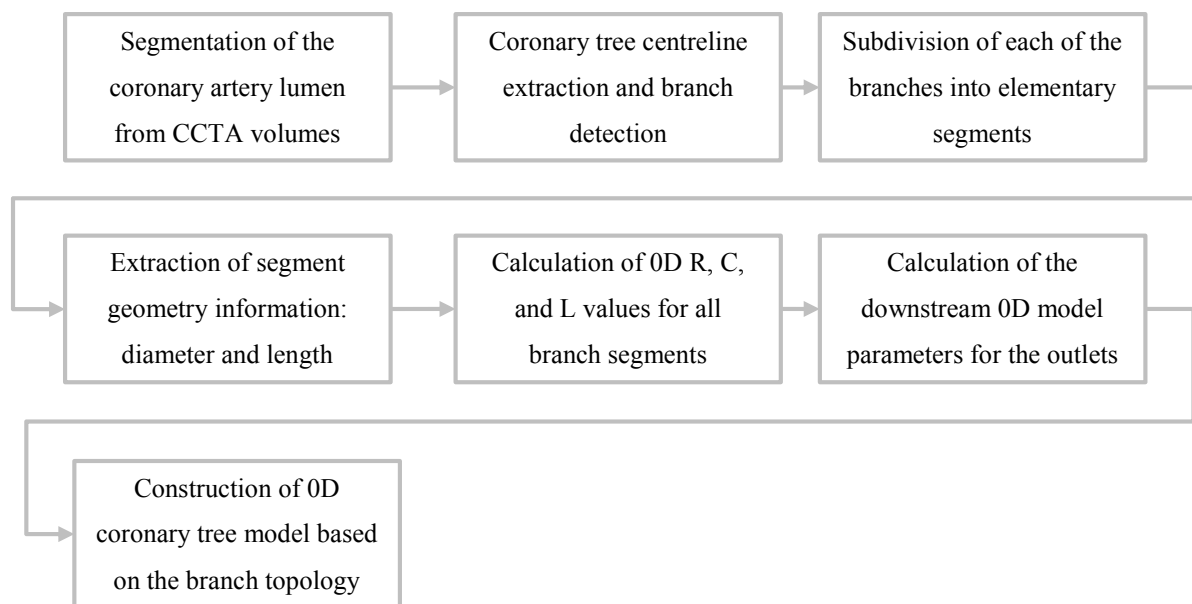 Segmentation of the
coronary artery lumen
from CCTA volumes
Coronary tree centreline
extraction and branch
detection
Subdivision of each of the
branches into elementary
segments
Extraction of segment
geometry information:
diameter and length
Calculation of 0D R, C,
and L values for all
branch segments
Calculation of the
downstream 0D model
parameters for the outlets
Construction of 0D
coronary tree model based
on the branch topology